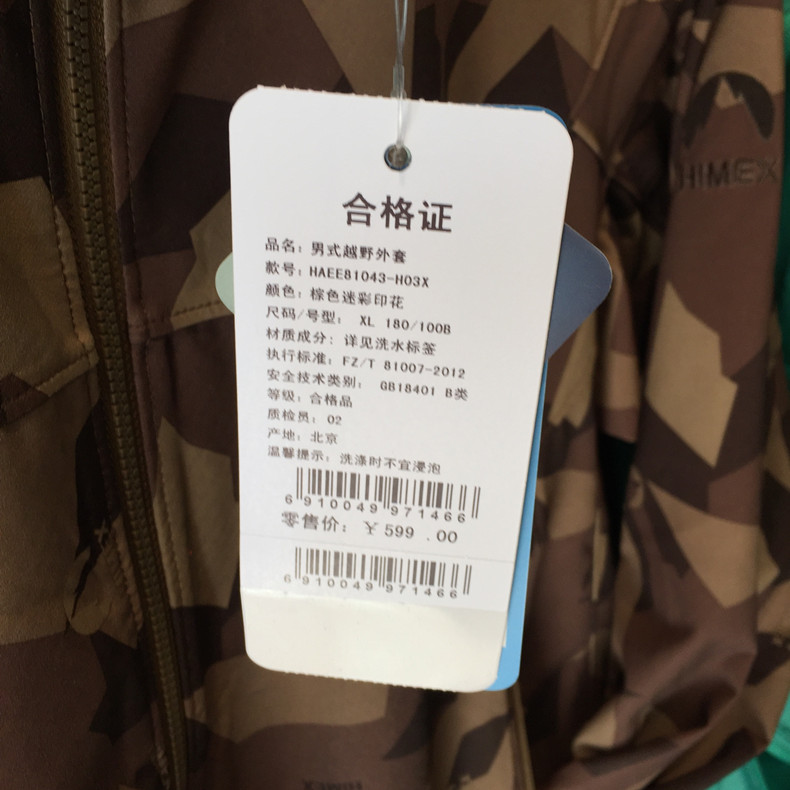 合格证
品名：男式越野外套
款号：HAEE81043-H03X
颜色：棕色迷彩印花
尺码/号型： XL 180/100B
材质成分：详见洗水标签
执行标准：FZ/T 81007-2012
安全技术类别： GB18401 B类
等级：合格品
质检员：02
产地：北京
温馨提示：洗涤时不宜浸泡
6 910049 971466
零售价：￥599 .00
6 910049 971466
HIMEX